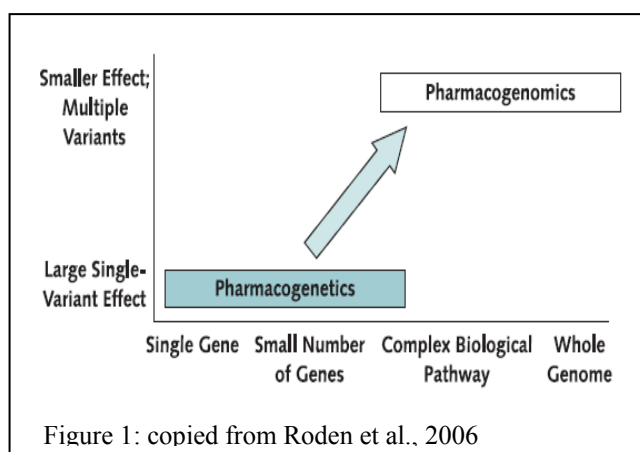 Smaller Effect;
Multiple
Variants
Pharmacogenomics
Large Single-
Variant Effect
Pharmacogenetics
Single Gene
Small Number
of Genes
Complex Biological
Pathway
Whole
Genome
Figure 1: copied from Roden et al., 2006